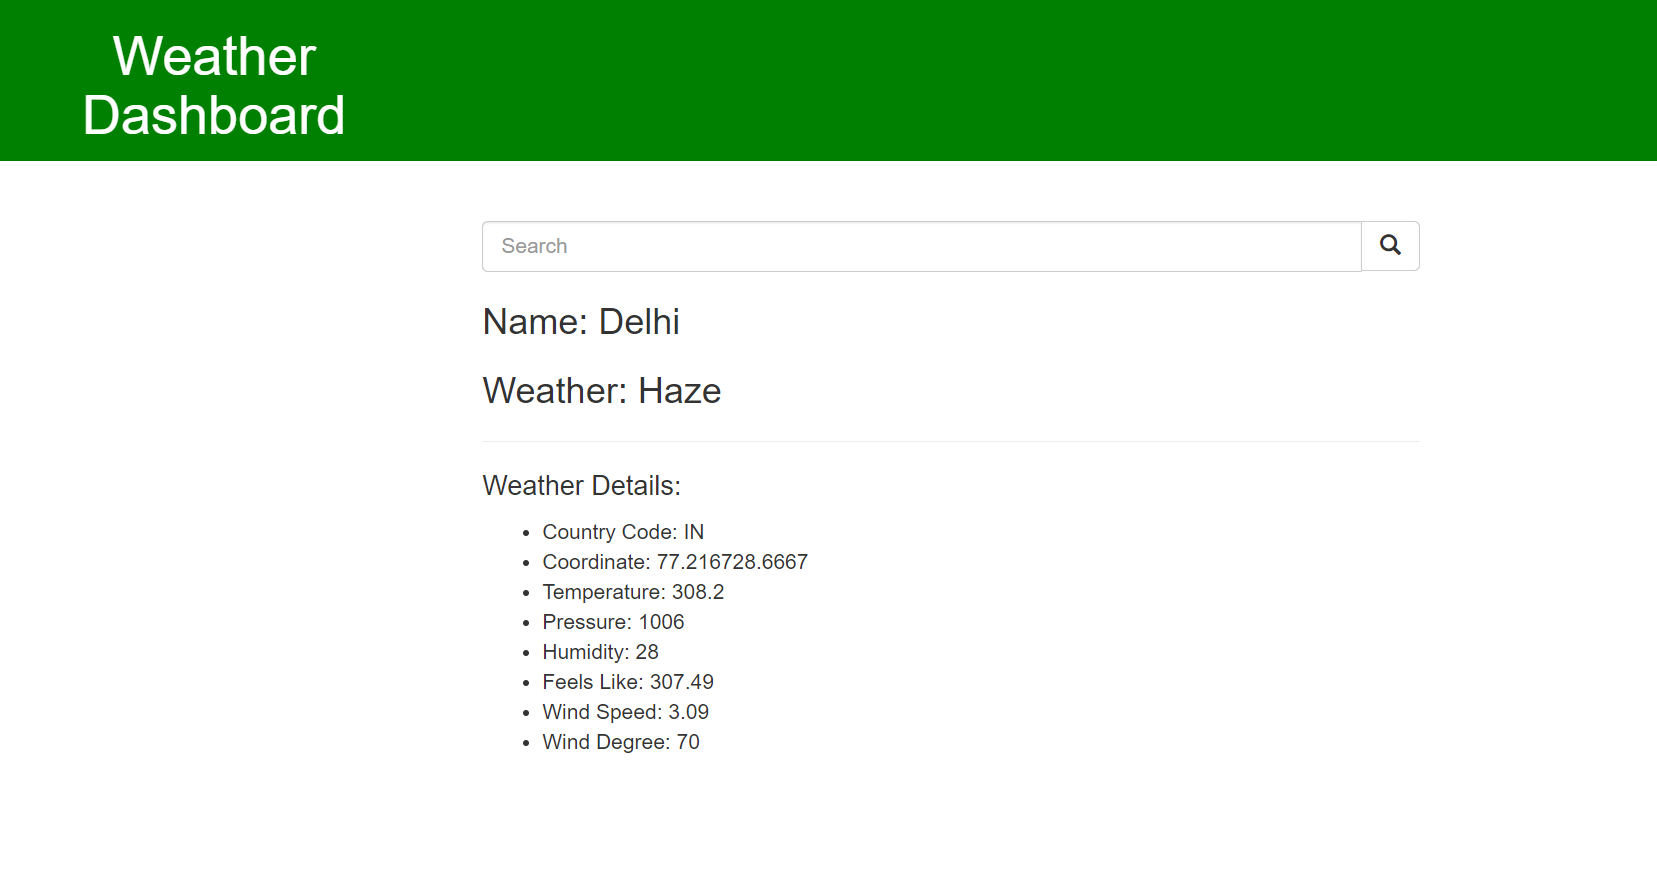 Weather
Dashboard
Search
Name: Delhi
Weather: Haze
Weather Details:
Country Code: IN
Coordinate: 77.216728.6667
Temperature: 308.2
Pressure: 1006
Humidity: 28
Feels Like: 307.49
Wind Speed: 3.09
Wind Degree: 70